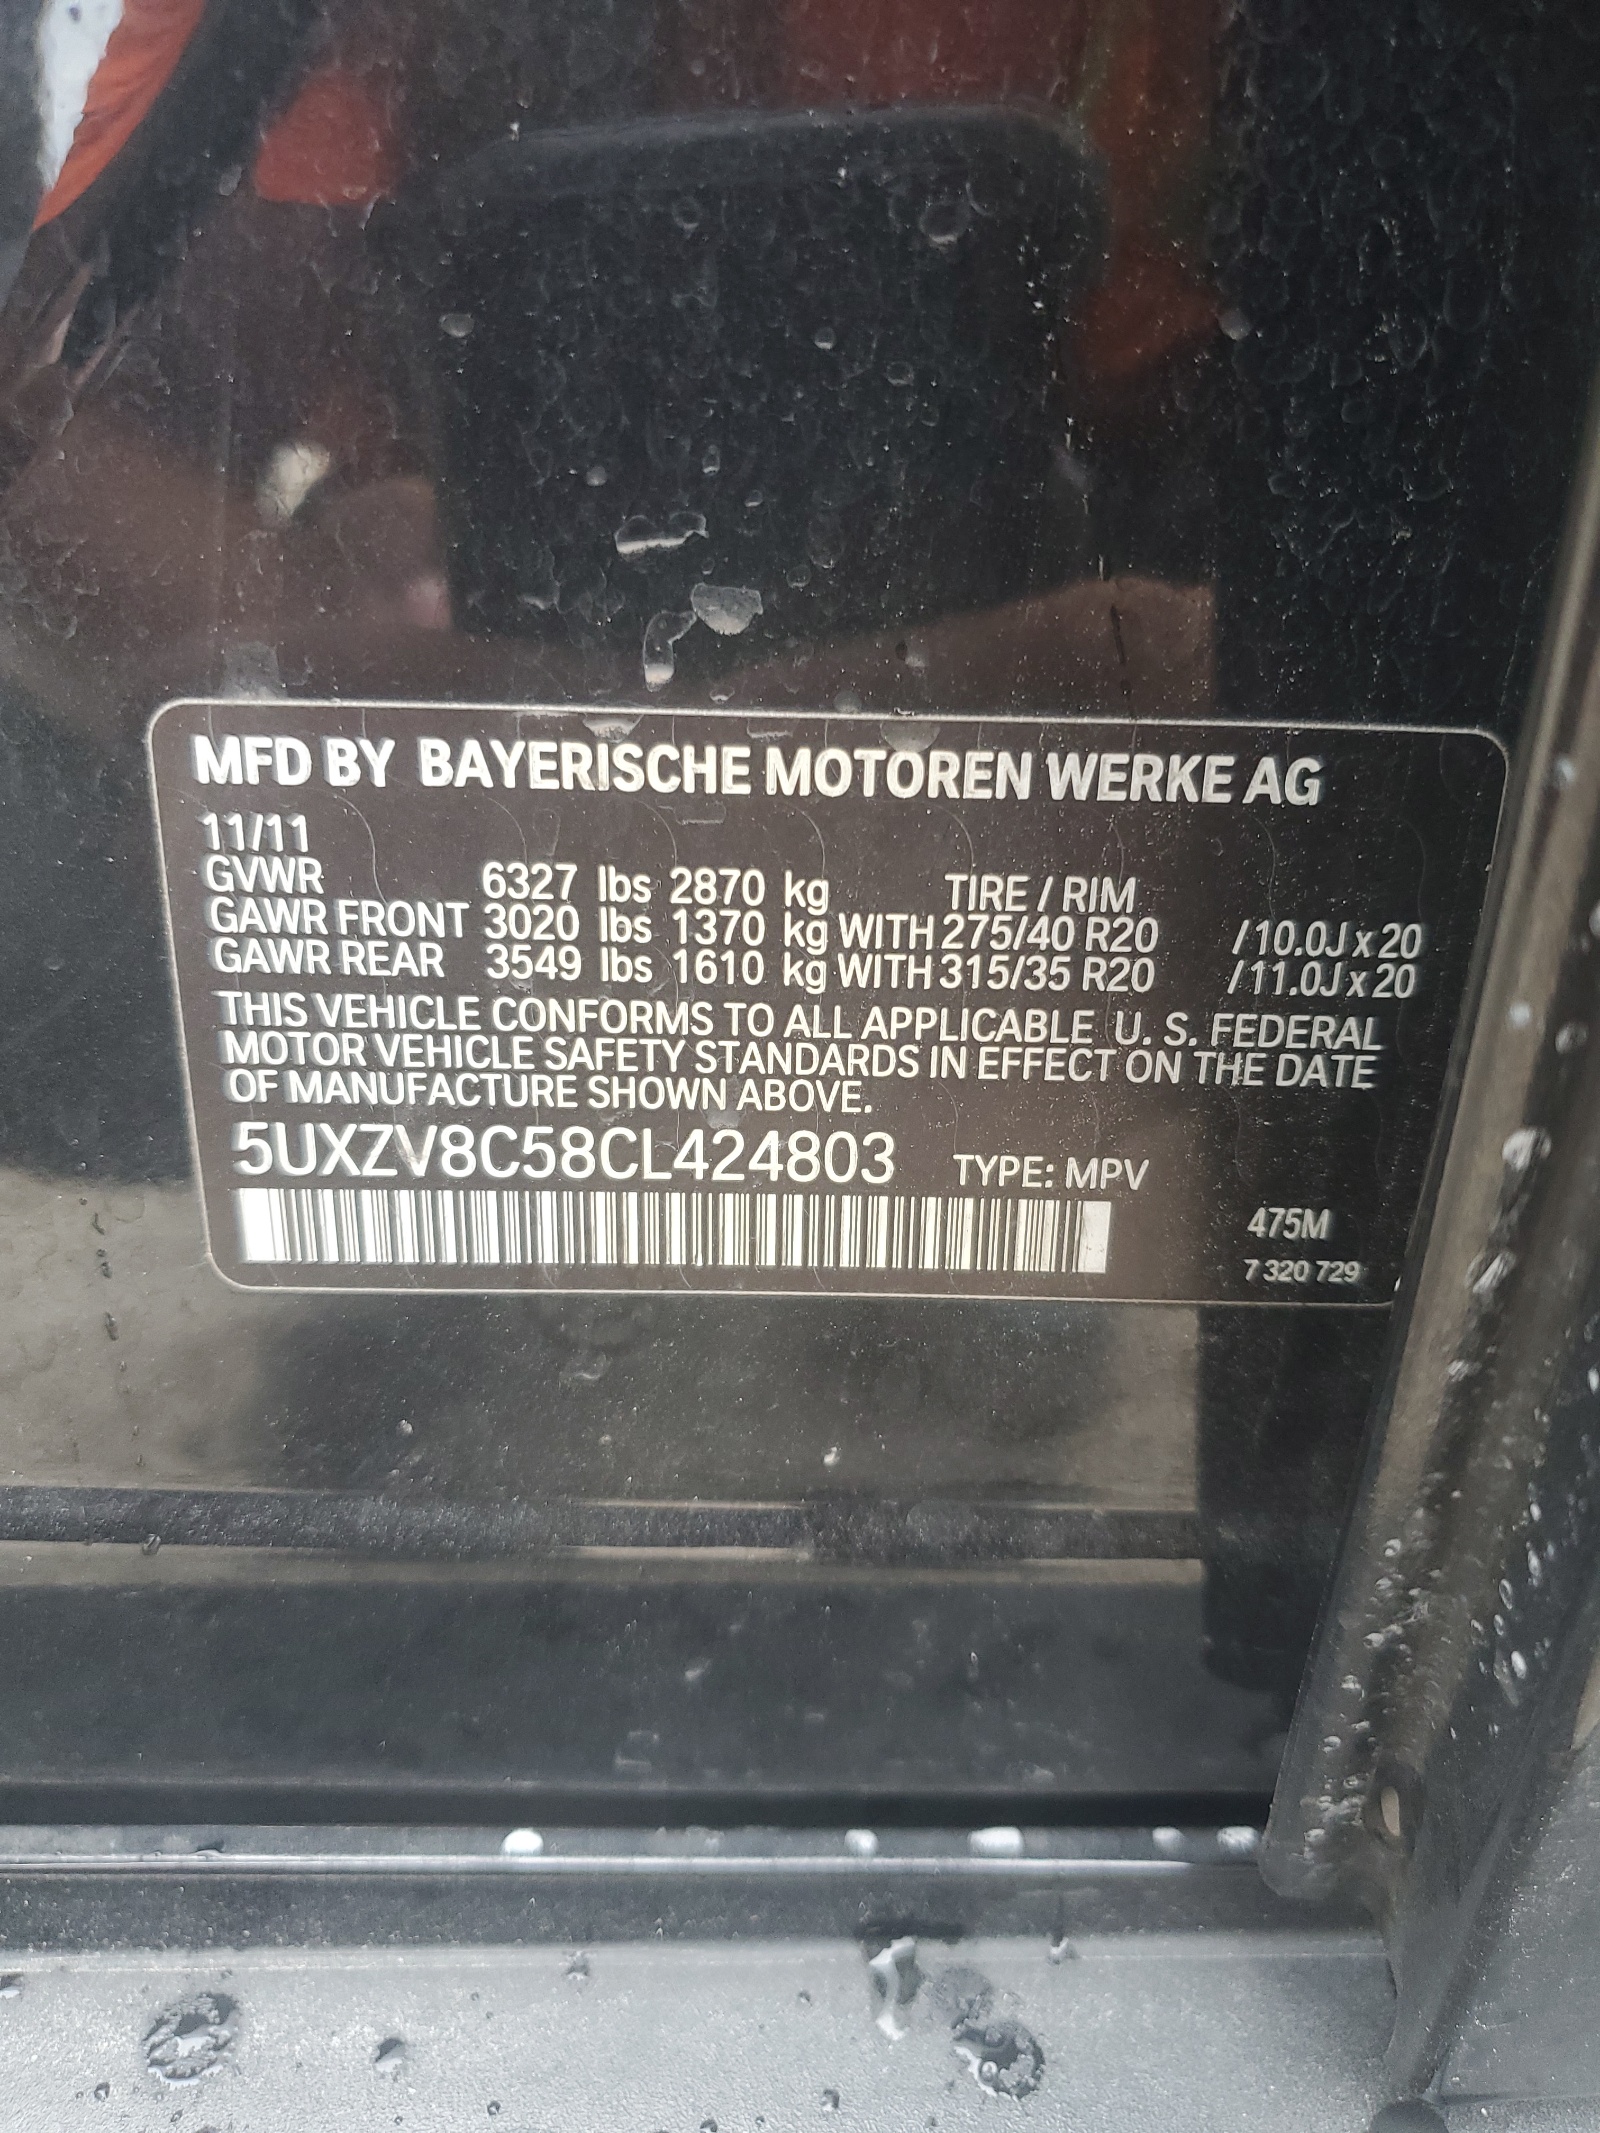 MFD BY BAYERISCHE MOTOREN WERKE AG
11/11
GVWR 6327 lbs 2870 kg TIRE / RIM
GAWR FRONT 3020 lbs 1370 kg WITH 275/40 R20 /10.0J x 20
GAWR REAR 3549 lbs 1610 kg WITH 315/35 R20 /11.0J x 20
THIS VEHICLE CONFORMS TO ALL APPLICABLE U. S. FEDERAL
MOTOR VEHICLE SAFETY STANDARDS IN EFFECT ON THE DATE
OF MANUFACTURE SHOWN ABOVE.
5UXZV8C58CL424803 TYPE: MPV
475M
7 320 729